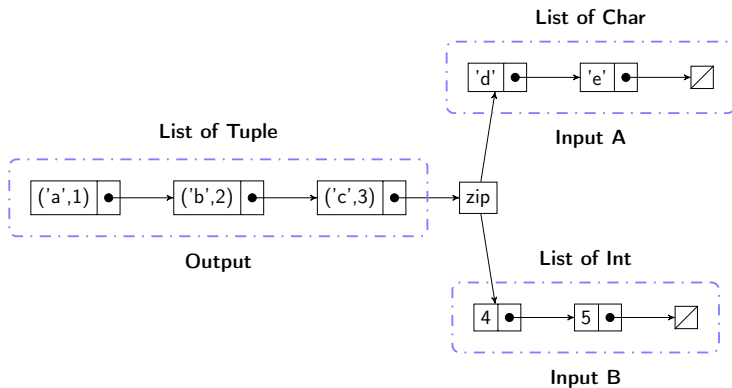 List of Char
'd' 'e'
Input A
List of Tuple
('a',1) ('b',2) ('c',3) zip
Output
List of Int
4 5
Input B